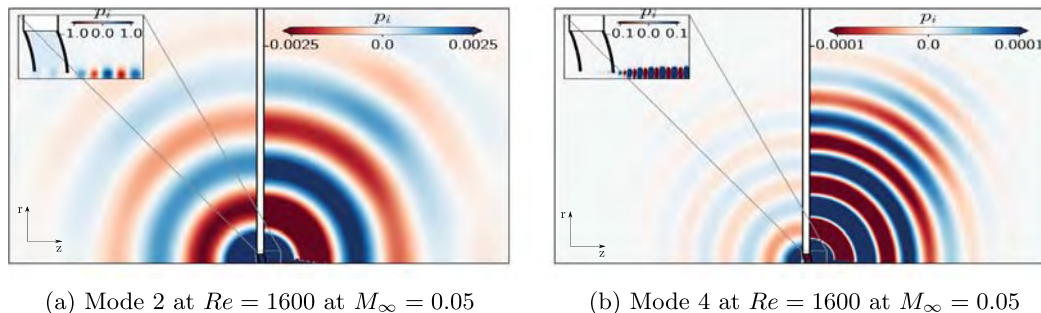 p_i
1.0 0.0 1.0
p_i
-0.0025 0.0 0.0025
r
z
p_i
0.1 0.0 0.1
p_i
-0.0001 0.0 0.0001
r
z
(a) Mode 2 at Re = 1600 at M∞ = 0.05
(b) Mode 4 at Re = 1600 at M∞ = 0.05